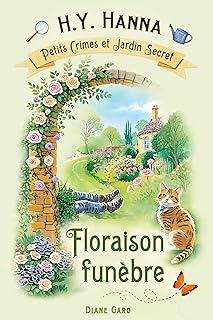 H.Y. HANNA
Petits Crimes et Jardin Secret
Floraison
funèbre
DIANE GARO